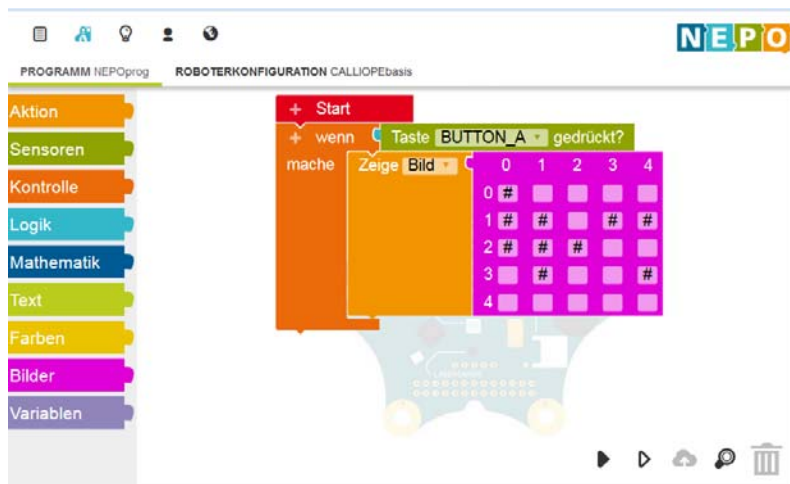 NEPO
PROGRAMM NEPOprog
ROBOTERKONFIGURATION CALLIOPEbasis
Aktion
Sensoren
Kontrolle
Logik
Mathematik
Text
Farben
Bilder
Variablen
+ Start
+ wenn Taste BUTTON_A gedrückt?
mache Zeige Bild
0 1 2 3 4
0 #
1 # # # #
2 # # #
3 # #
4